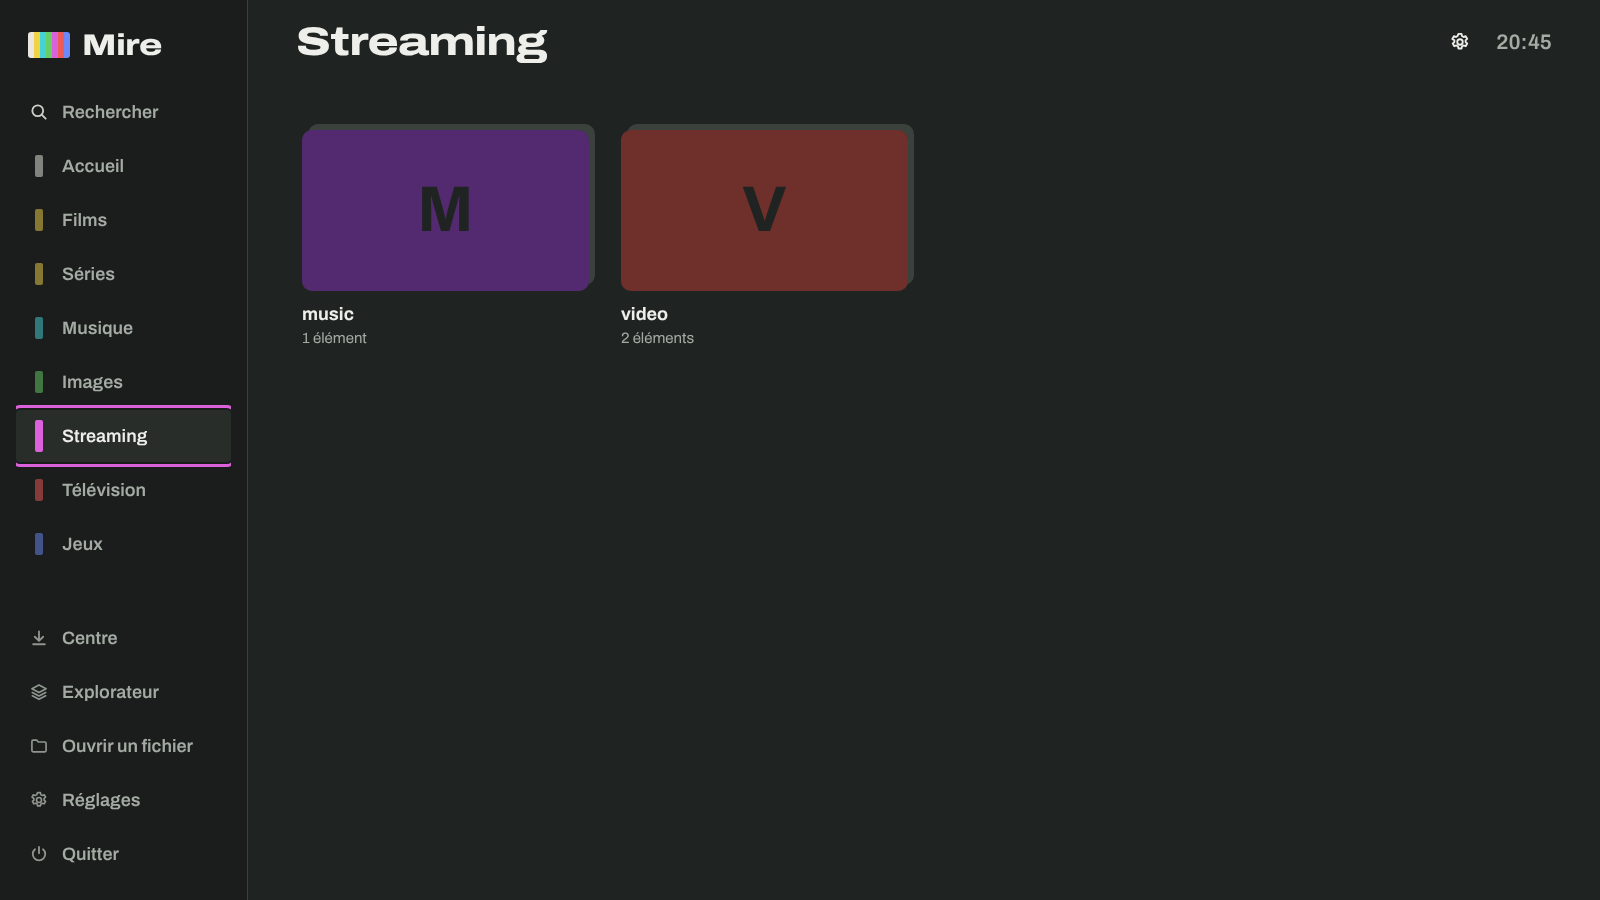 Mire
Rechercher
Accueil
Films
Séries
Musique
Images
Streaming
Télévision
Jeux
Centre
Explorateur
Ouvrir un fichier
Réglages
Quitter
Streaming
20:45
M
music
1 élément
V
video
2 éléments